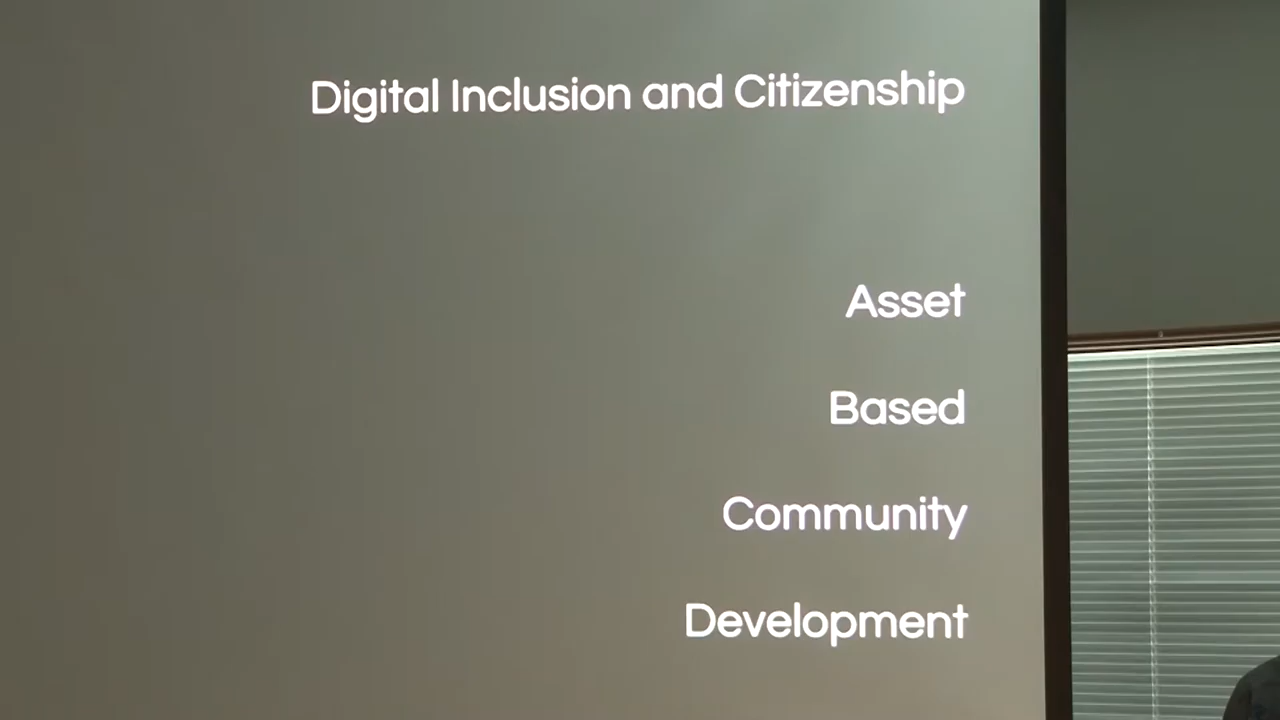 Digital Inclusion and Citizenship
Asset
Based
Community
Development